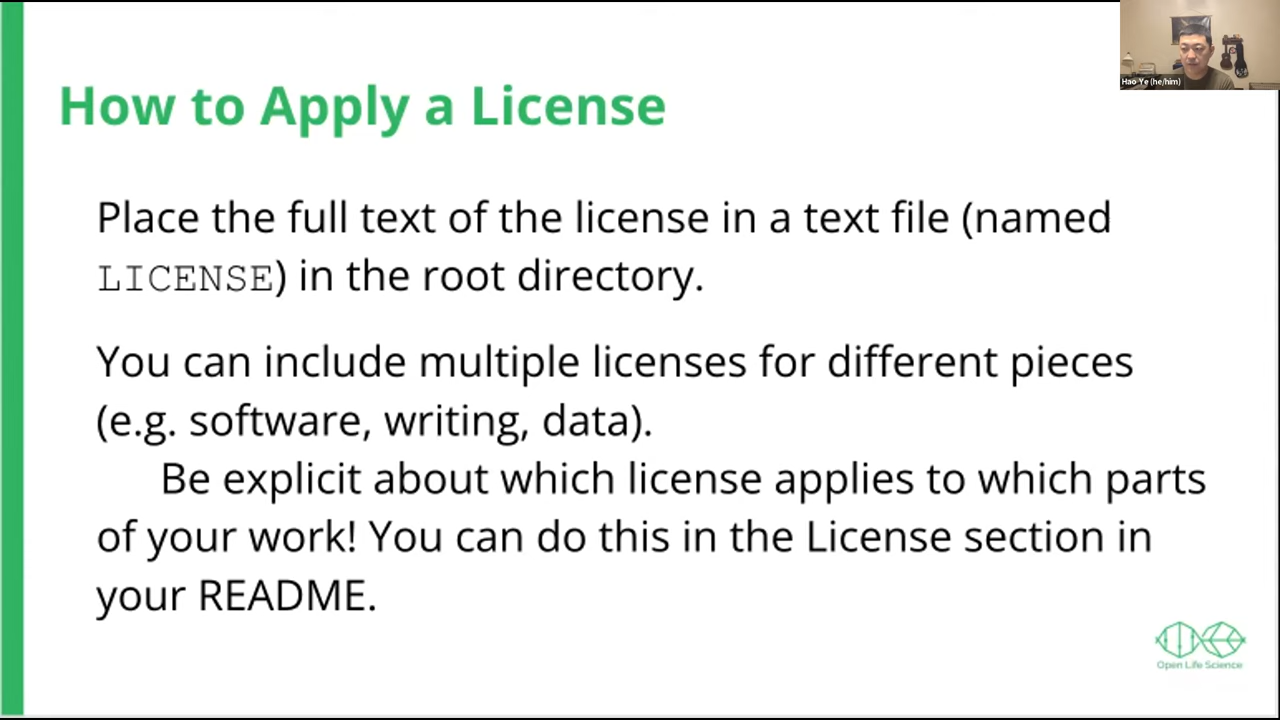 How to Apply a License
Hao Ye (he/him)
Place the full text of the license in a text file (named
LICENSE) in the root directory.
You can include multiple licenses for different pieces
(e.g. software, writing, data).
Be explicit about which license applies to which parts
of your work! You can do this in the License section in
your README.
Open Life Science